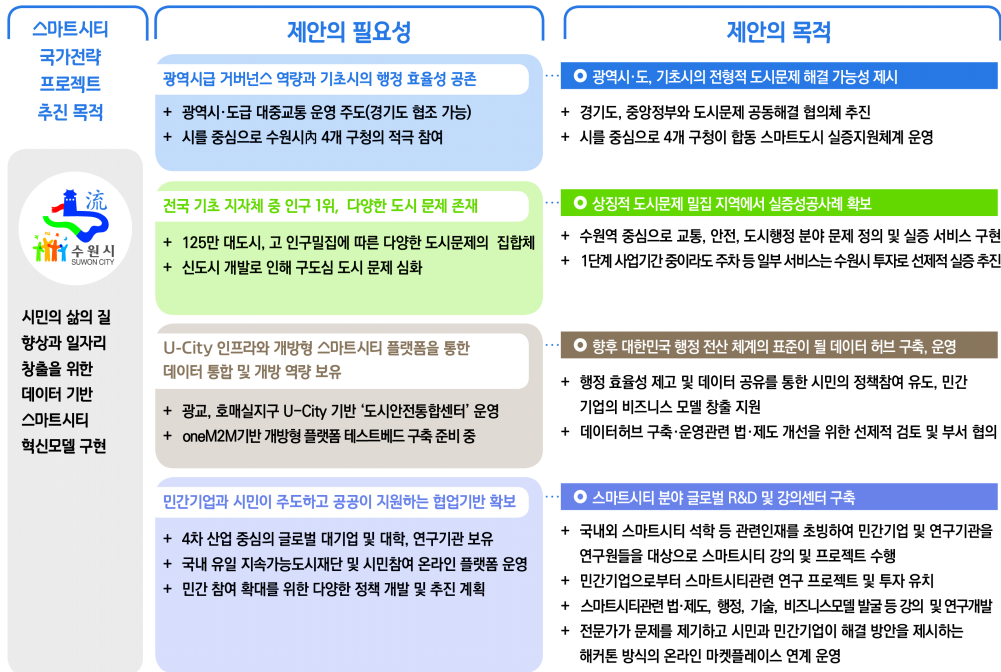 스마트시티
국가전략
프로젝트
추진 목적
流
수원시
SUWON CITY
시민의 삶의 질
향상과 일자리
창출을 위한
데이터 기반
스마트시티
혁신모델 구현
제안의 필요성
광역시급 거버넌스 역량과 기초시의 행정 효율성 공존
+ 광역시·도급 대중교통 운영 주도(경기도 협조 가능)
+ 시를 중심으로 수원시內 4개 구청의 적극 참여
전국 기초 지자체 중 인구 1위, 다양한 도시 문제 존재
+ 125만 대도시, 고 인구밀집에 따른 다양한 도시문제의 집합체
+ 신도시 개발로 인해 구도심 도시 문제 심화
U-City 인프라와 개방형 스마트시티 플랫폼을 통한
데이터 통합 및 개방 역량 보유
+ 광교, 호매실지구 U-City 기반 ‘도시안전통합센터’ 운영
+ oneM2M기반 개방형 플랫폼 테스트베드 구축 준비 중
민간기업과 시민이 주도하고 공공이 지원하는 협업기반 확보
+ 4차 산업 중심의 글로벌 대기업 및 대학, 연구기관 보유
+ 국내 유일 지속가능도시재단 및 시민참여 온라인 플랫폼 운영
+ 민간 참여 확대를 위한 다양한 정책 개발 및 추진 계획
제안의 목적
광역시·도, 기초시의 전형적 도시문제 해결 가능성 제시
+ 경기도, 중앙정부와 도시문제 공동해결 협의체 추진
+ 시를 중심으로 4개 구청이 합동 스마트도시 실증지원체계 운영
상징적 도시문제 밀집 지역에서 실증성공사례 확보
+ 수원역 중심으로 교통, 안전, 도시행정 분야 문제 정의 및 실증 서비스 구현
+ 1단계 사업기간 중이라도 주차 등 일부 서비스는 수원시 투자로 선제적 실증 추진
향후 대한민국 행정 전산 체계의 표준이 될 데이터 허브 구축, 운영
+ 행정 효율성 제고 및 데이터 공유를 통한 시민의 정책참여 유도, 민간
기업의 비즈니스 모델 창출 지원
+ 데이터허브 구축·운영관련 법·제도 개선을 위한 선제적 검토 및 부서 협의
스마트시티 분야 글로벌 R&D 및 강의센터 구축
+ 국내외 스마트시티 석학 등 관련인재를 초빙하여 민간기업 및 연구기관을
연구원들을 대상으로 스마트시티 강의 및 프로젝트 수행
+ 민간기업으로부터 스마트시티관련 연구 프로젝트 및 투자 유치
+ 스마트시티관련 법·제도, 행정, 기술, 비즈니스모델 발굴 등 강의 및 연구개발
+ 전문가가 문제를 제기하고 시민과 민간기업이 해결 방안을 제시하는
해커톤 방식의 온라인 마켓플레이스 연계 운영